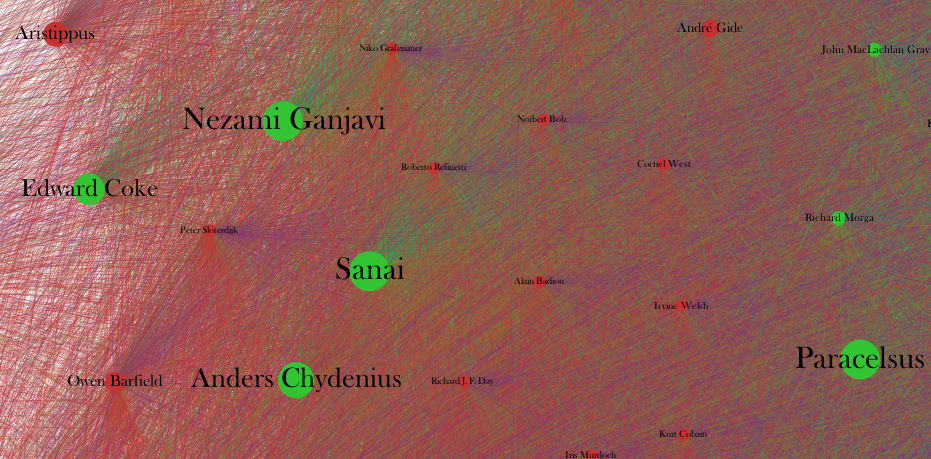 André Gide
Aristippus
Niko Grafenauer
John MacLachlan Gray
Nezami Ganjavi
Norbert Bolz
Cornel West
Roberto Refinetti
Edward Coke
Richard Morga
Peter Sloterdijk
Sanai
Alain Badiou
Irvine Welsh
Paracelsus
Owen Barfield
Anders Chydenius
Richard J. F. Day
Kurt Cobain
Iris Murdoch